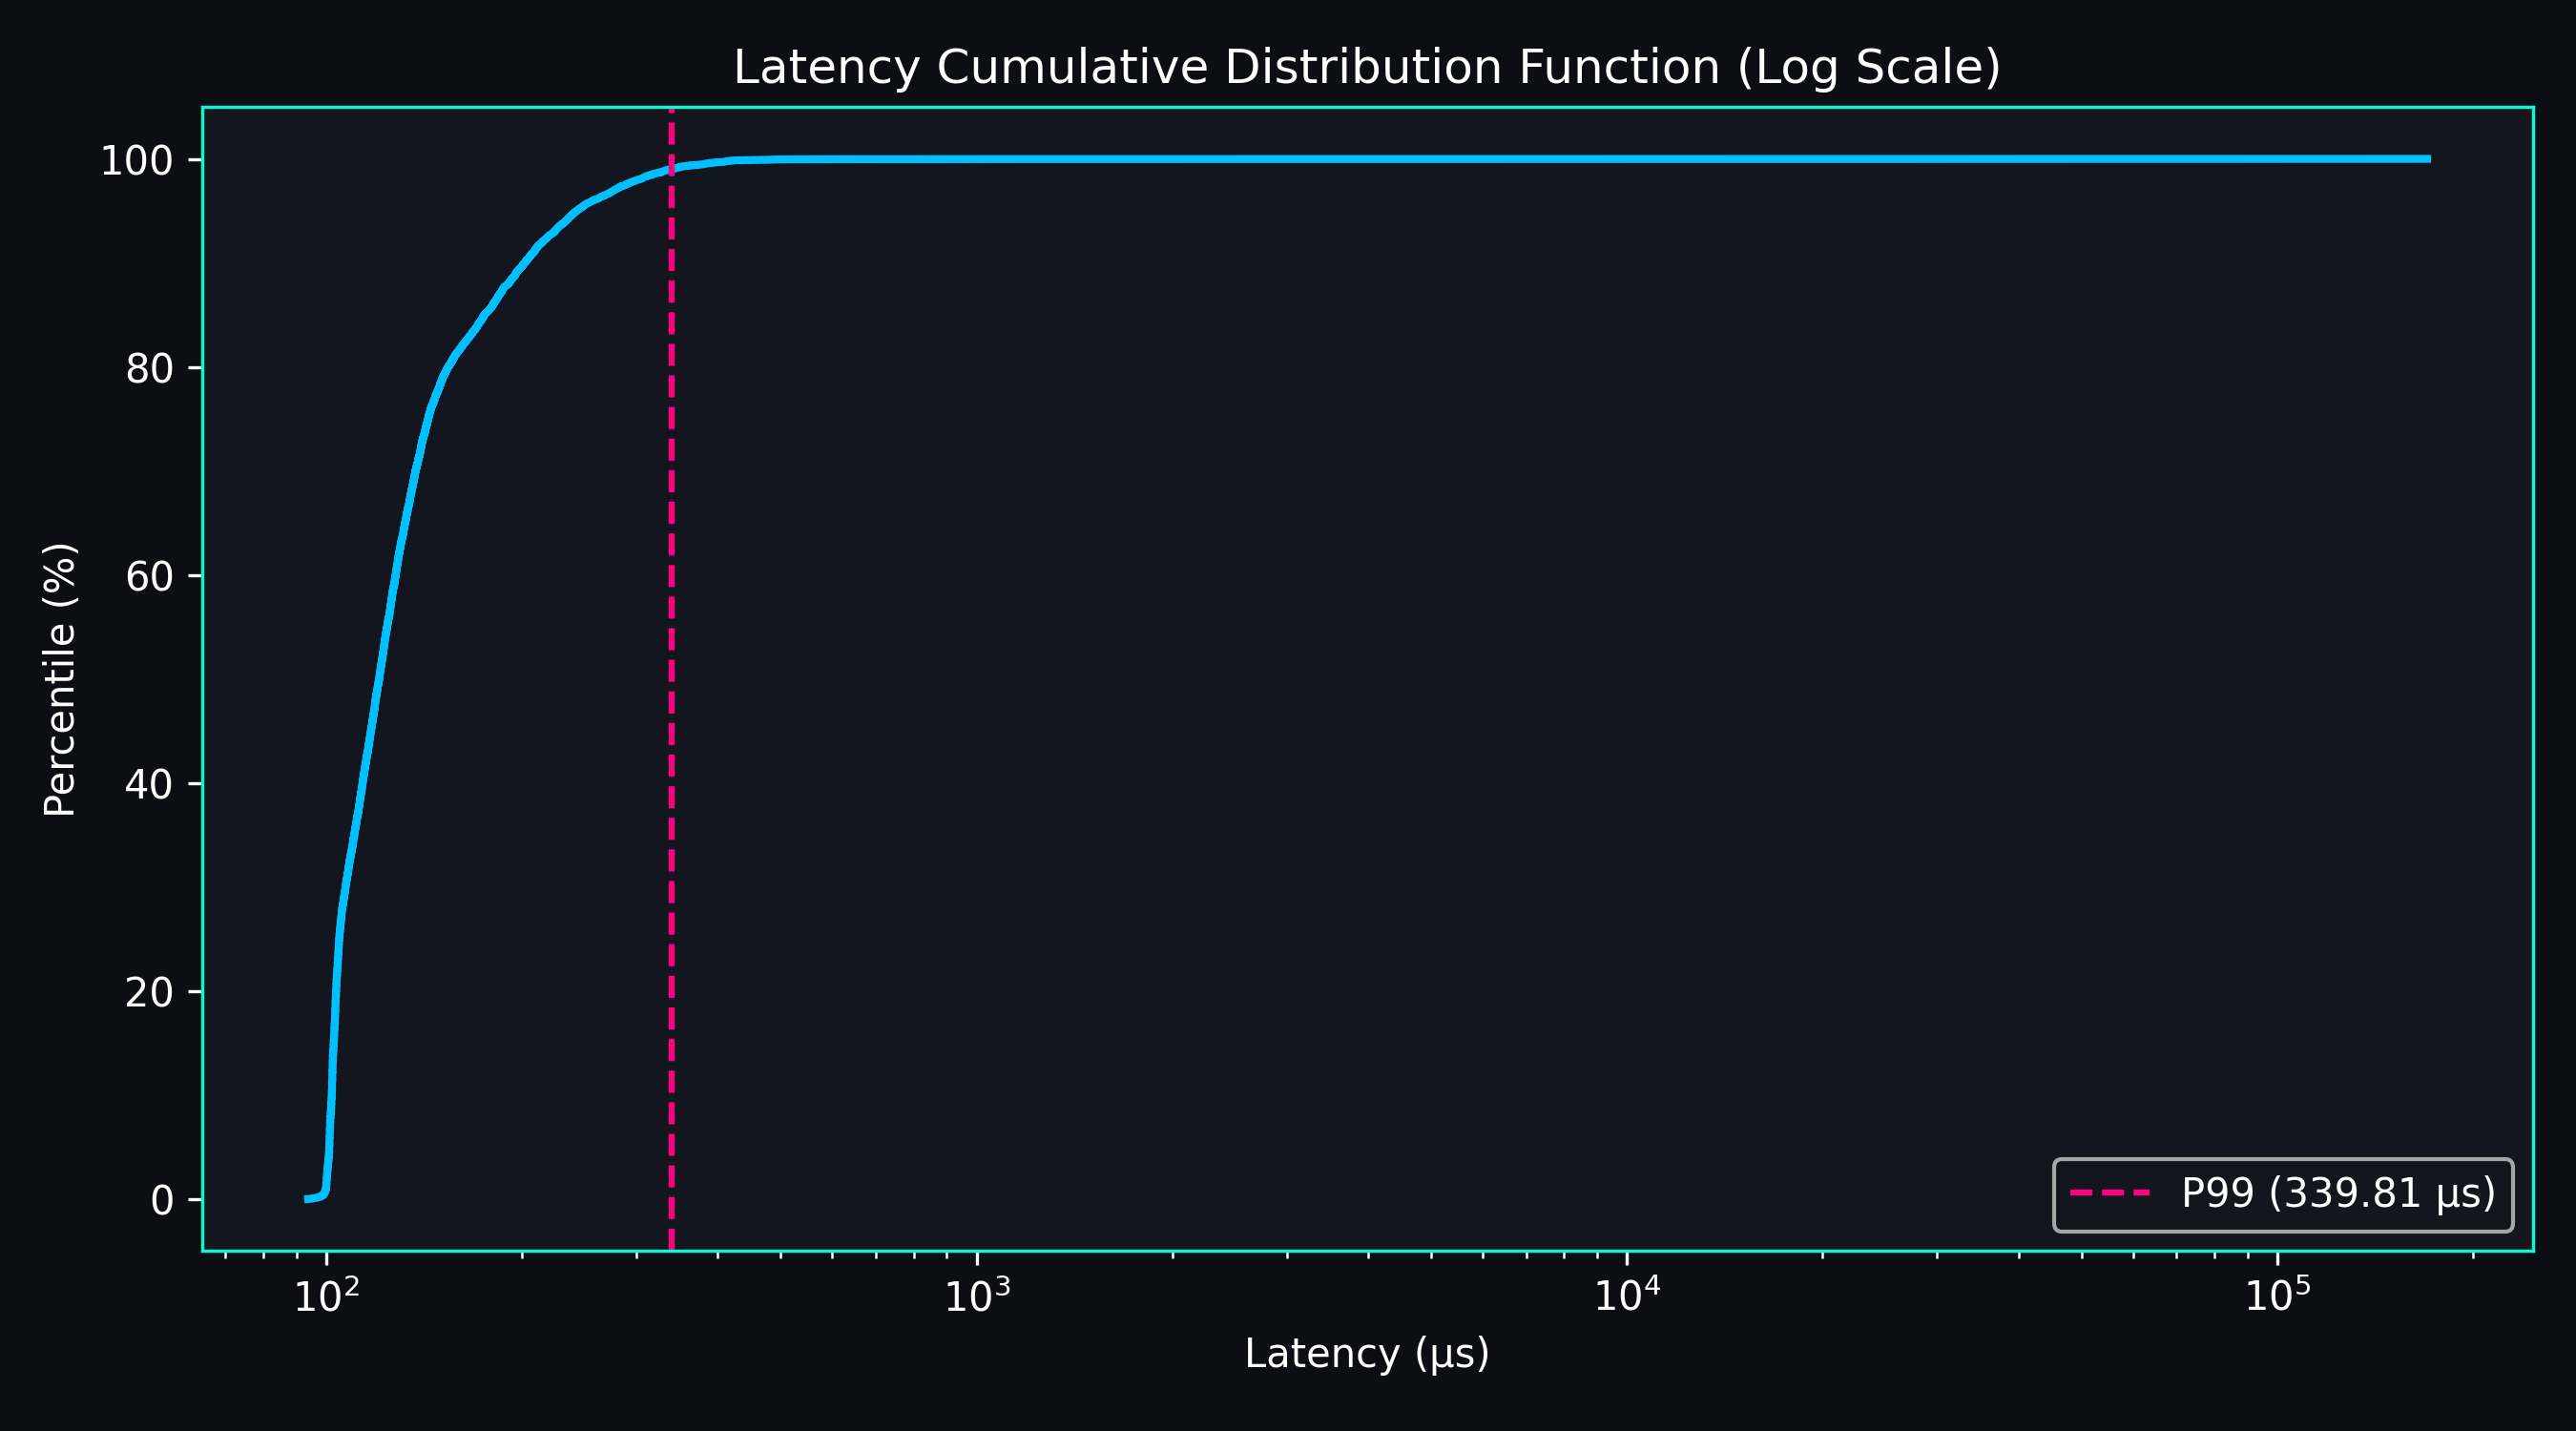 Latency Cumulative Distribution Function (Log Scale)
100
80
60
40
20
0
Percentile (%)
P99 (339.81 μs)
10²
10³
10⁴
10⁵
Latency (μs)